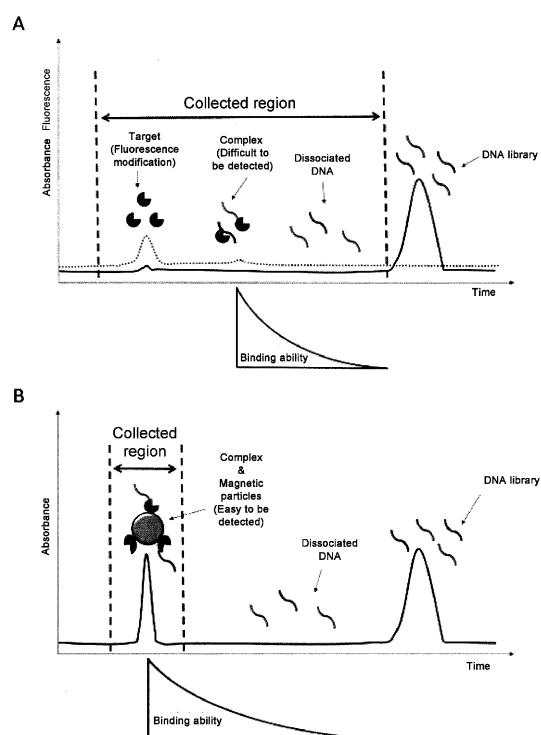 A
Absorbance Fluorescence
Collected region
Target
(Fluorescence
modification)
Complex
(Difficult to
be detected)
Dissociated
DNA
DNA library
Time
Binding ability
B
Absorbance
Collected
region
Complex
&
Magnetic
particles
(Easy to be
detected)
Dissociated
DNA
DNA library
Time
Binding ability